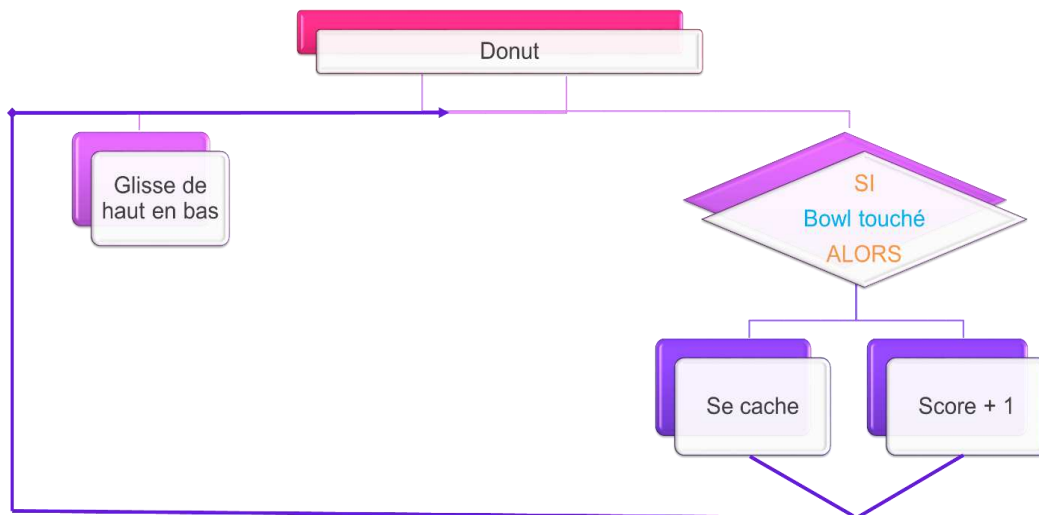 Donut
Glisse de
haut en bas
SI
Bowl touché
ALORS
Se cache
Score + 1